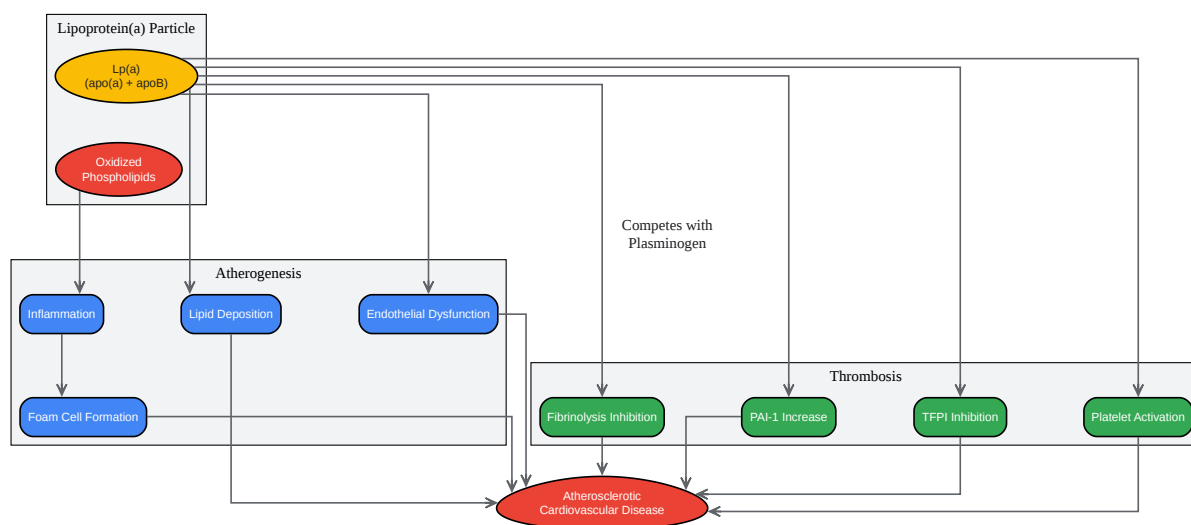 Lipoprotein(a) Particle
Lp(a)
(apo(a) + apoB)
Oxidized
Phospholipids
Competes with
Plasminogen
Atherogenesis
Inflammation
Lipid Deposition
Endothelial Dysfunction
Foam Cell Formation
Thrombosis
Fibrinolysis Inhibition
PAI-1 Increase
TFPI Inhibition
Platelet Activation
Atherosclerotic
Cardiovascular Disease